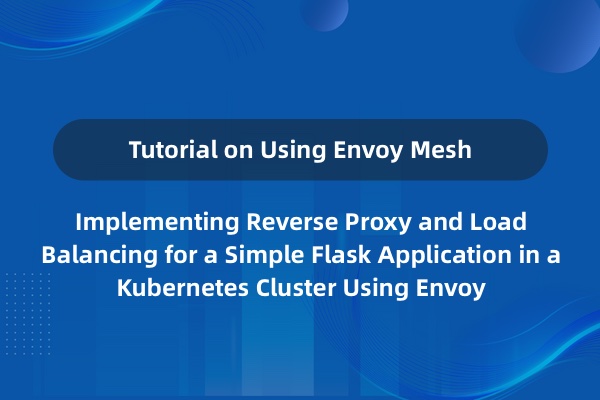 Tutorial on Using Envoy Mesh
Implementing Reverse Proxy and Load
Balancing for a Simple Flask Application in a
Kubernetes Cluster Using Envoy